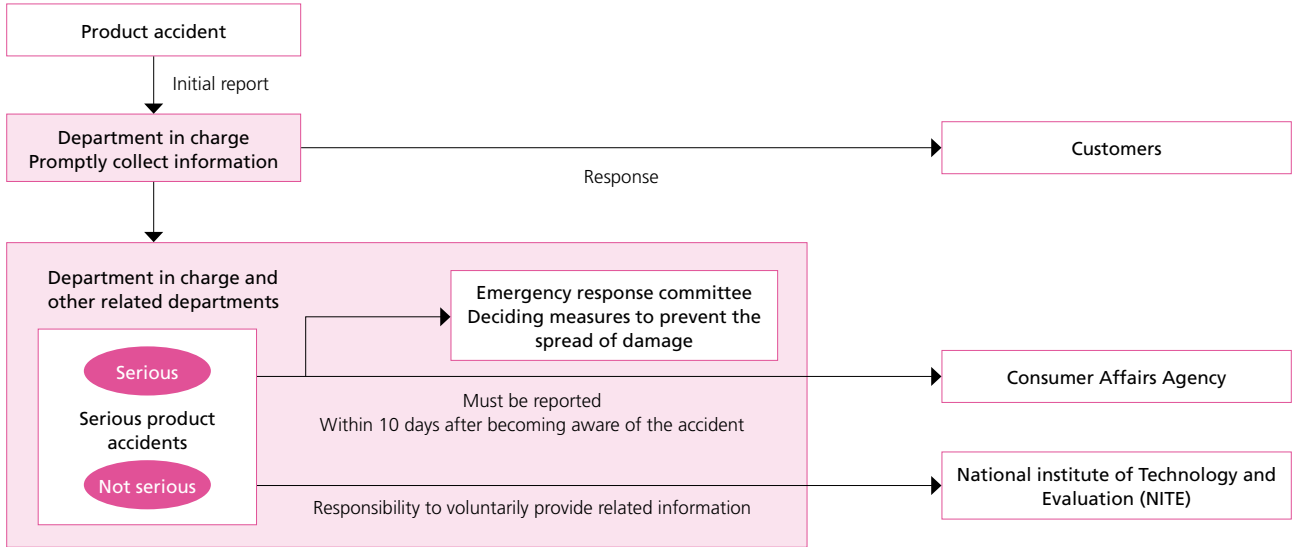 Product accident
Initial report
Department in charge
Promptly collect information
Response
Customers
Department in charge and
other related departments
Emergency response committee
Deciding measures to prevent the
spread of damage
Serious
Serious product
accidents
Not serious
Must be reported
Within 10 days after becoming aware of the accident
Consumer Affairs Agency
Responsibility to voluntarily provide related information
National institute of Technology and
Evaluation (NITE)